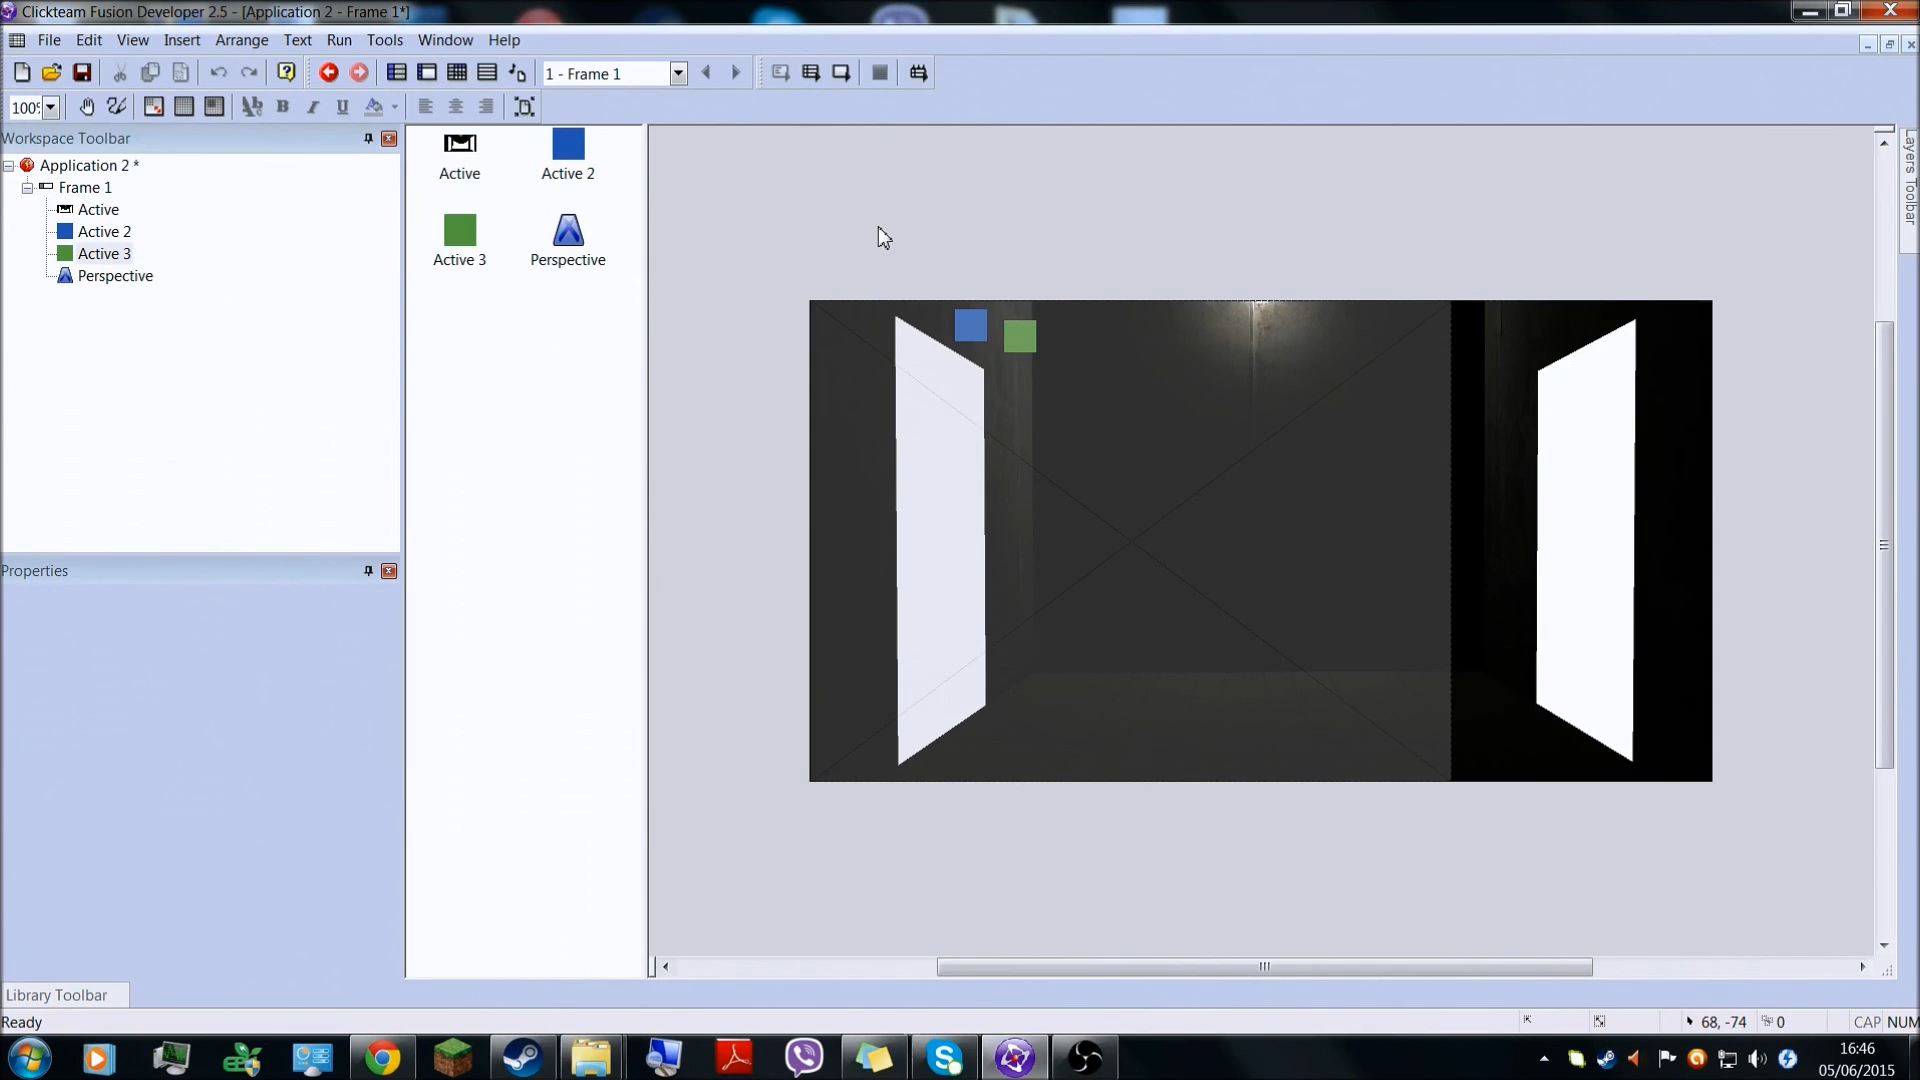 Clickteam Fusion Developer 2.5 - [Application 2 - Frame 1*]
File Edit View Insert Arrange Text Run Tools Window Help
1 - Frame 1
100%
Workspace Toolbar
Application 2 *
Frame 1
Active
Active 2
Active 3
Perspective
Active Active 2
Active 3 Perspective
Layers Toolbar
Properties
Library Toolbar
Ready
68, -74
0
CAP NUM
16:46
05/06/2015